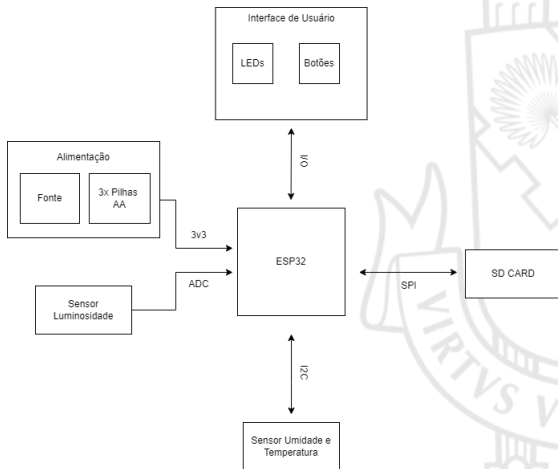 Interface de Usuário
LEDs
Botões
I/O
Alimentação
Fonte
3x Pilhas
AA
3v3
ESP32
ADC
Sensor
Luminosidade
SPI
SD CARD
I2C
Sensor Umidade e
Temperatura
VIRTVS V